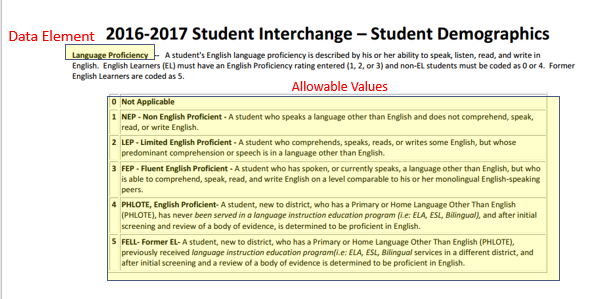 Data Element
2016-2017 Student Interchange – Student Demographics
Language Proficiency – A student's English language proficiency is described by his or her ability to speak, listen, read, and write in
English. English Learners (EL) must have an English Proficiency rating entered (1, 2, or 3) and non-EL students must be coded as 0 or 4. Former
English Learners are coded as 5.
Allowable Values
0 Not Applicable
1 NEP - Non English Proficient - A student who speaks a language other than English and does not comprehend, speak,
read, or write English.
2 LEP - Limited English Proficient - A student who comprehends, speaks, reads, or writes some English, but whose
predominant comprehension or speech is in a language other than English.
3 FEP - Fluent English Proficient - A student who has spoken, or currently speaks, a language other than English, but who
is able to comprehend, speak, read, and write English on a level comparable to his or her monolingual English-speaking
peers.
4 PHLOTE, English Proficient- A student, new to district, who has a Primary or Home Language Other Than English
(PHLOTE), has never been served in a language instruction education program (i.e: ELA, ESL, Bilingual), and after initial
screening and review of a body of evidence, is determined to be proficient in English.
5 FELL- Former EL- A student, new to district, who has a Primary or Home Language Other Than English (PHLOTE),
previously received language instruction education program(i.e: ELA, ESL, Bilingual services in a different district, and
after initial screening and a review of a body of evidence is determined to be proficient in English.